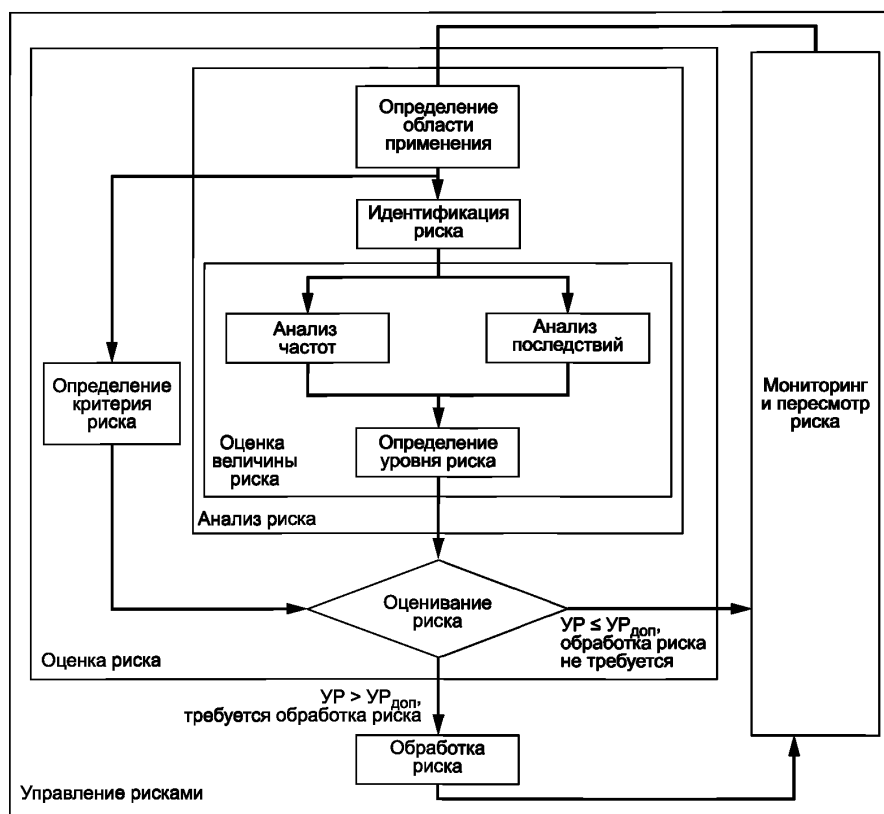 Определение
области
применения
Идентификация
риска
Анализ
частот
Анализ
последствий
Определение
критерия
риска
Мониторинг
и пересмотр
риска
Оценка
величины
риска
Определение
уровня риска
Анализ риска
Оценивание
риска
УР ≤ УРдоп,
обработка риска
не требуется
Оценка риска
УР > УРдоп,
требуется обработка риска
Обработка
риска
Управление рисками